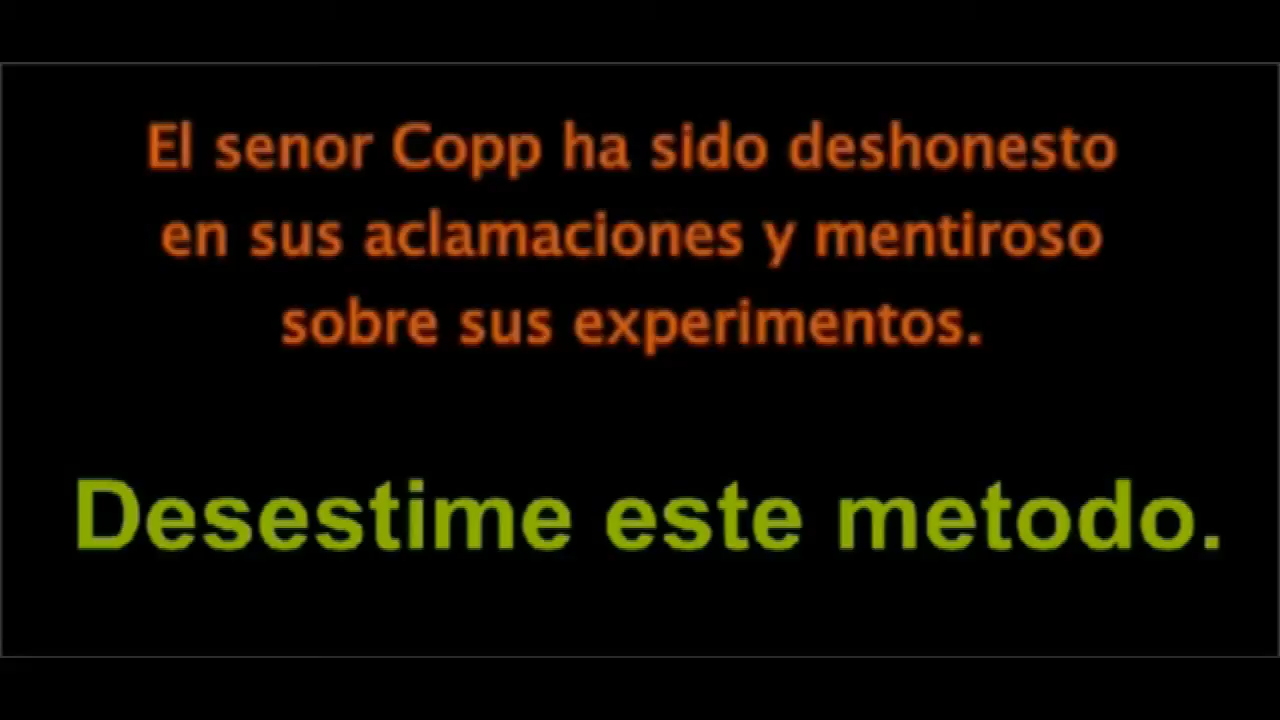 El senor Copp ha sido deshonesto
en sus aclamaciones y mentiroso
sobre sus experimentos.
Desestime este metodo.